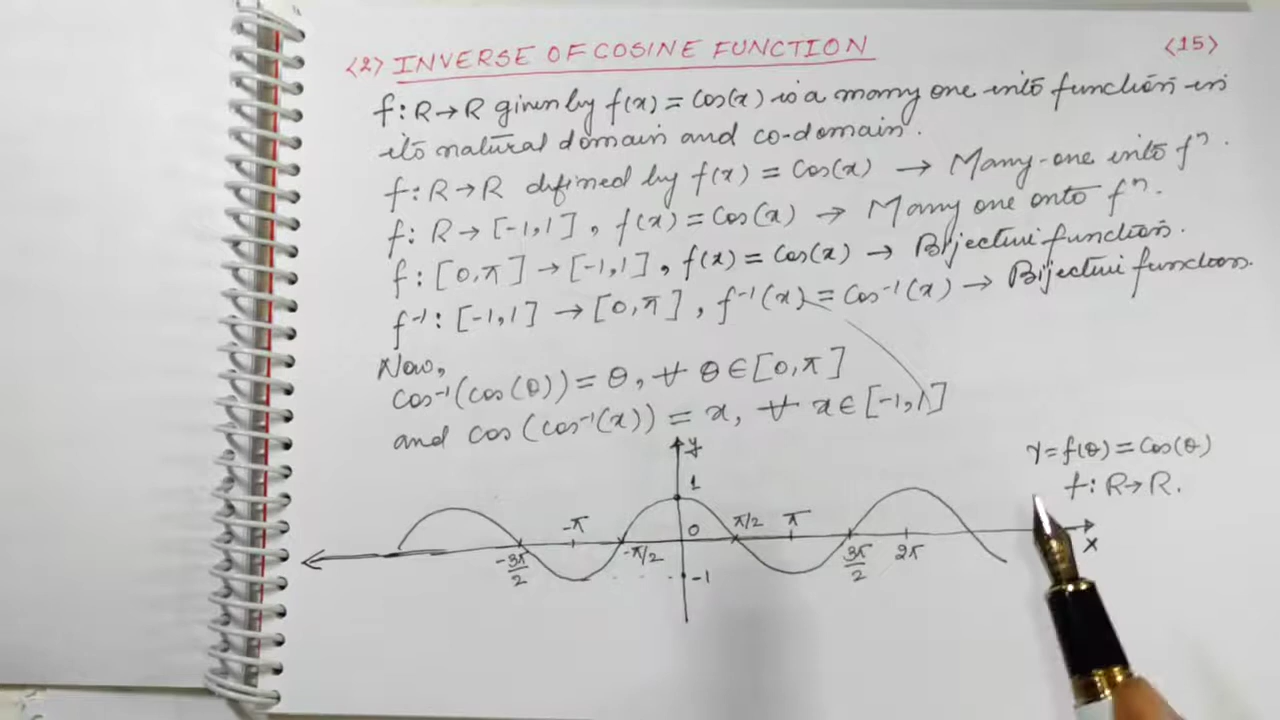 <2> INVERSE OF COSINE FUNCTION <15>
f: R → R given by f(x) = Cos(x) is a many one into function in
its natural domain and co-domain.
f: R → R defined by f(x) = Cos(x) → Many-one into fⁿ.
f: R → [-1,1], f(x) = Cos(x) → Many one onto fⁿ.
f: [0,π] → [-1,1], f(x) = Cos(x) → Bijective function.
f⁻¹: [-1,1] → [0,π], f⁻¹(x) = Cos⁻¹(x) → Bijective function.
Now,
Cos⁻¹(Cos(θ)) = θ, ∀ θ ∈ [0,π]
and Cos(Cos⁻¹(x)) = x, ∀ x ∈ [-1,1]
y
Y = f(θ) = Cos(θ)
f: R → R.
1
-3π/2 -π -π/2 0 π/2 π 3π/2 2π X
-1